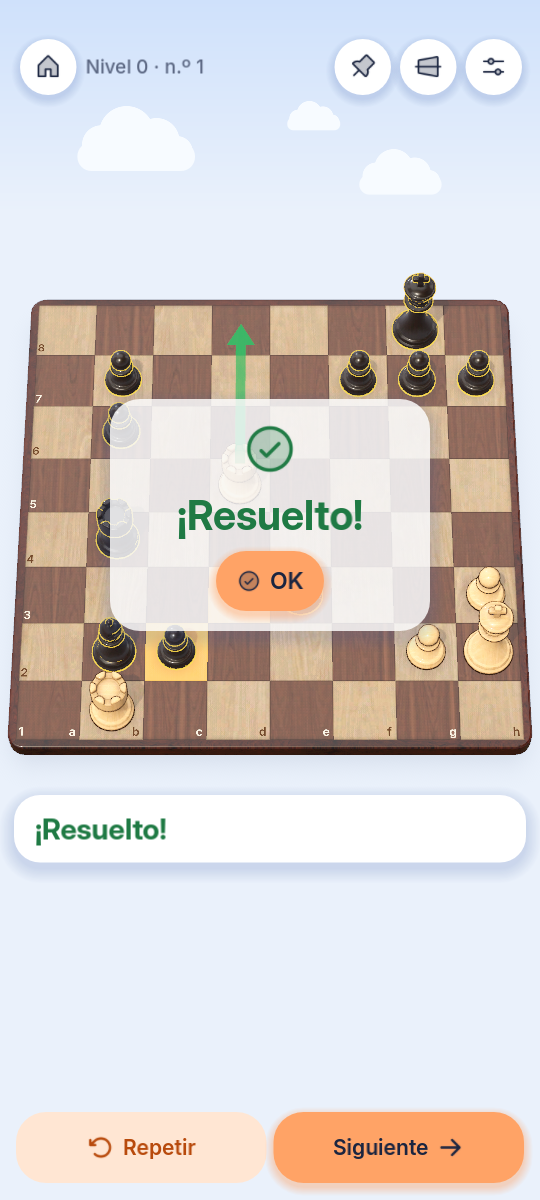 Nivel 0 · n.º 1
8
7
6
5
4
3
2
1 a b c d e f g h
¡Resuelto!
OK
¡Resuelto!
Repetir
Siguiente